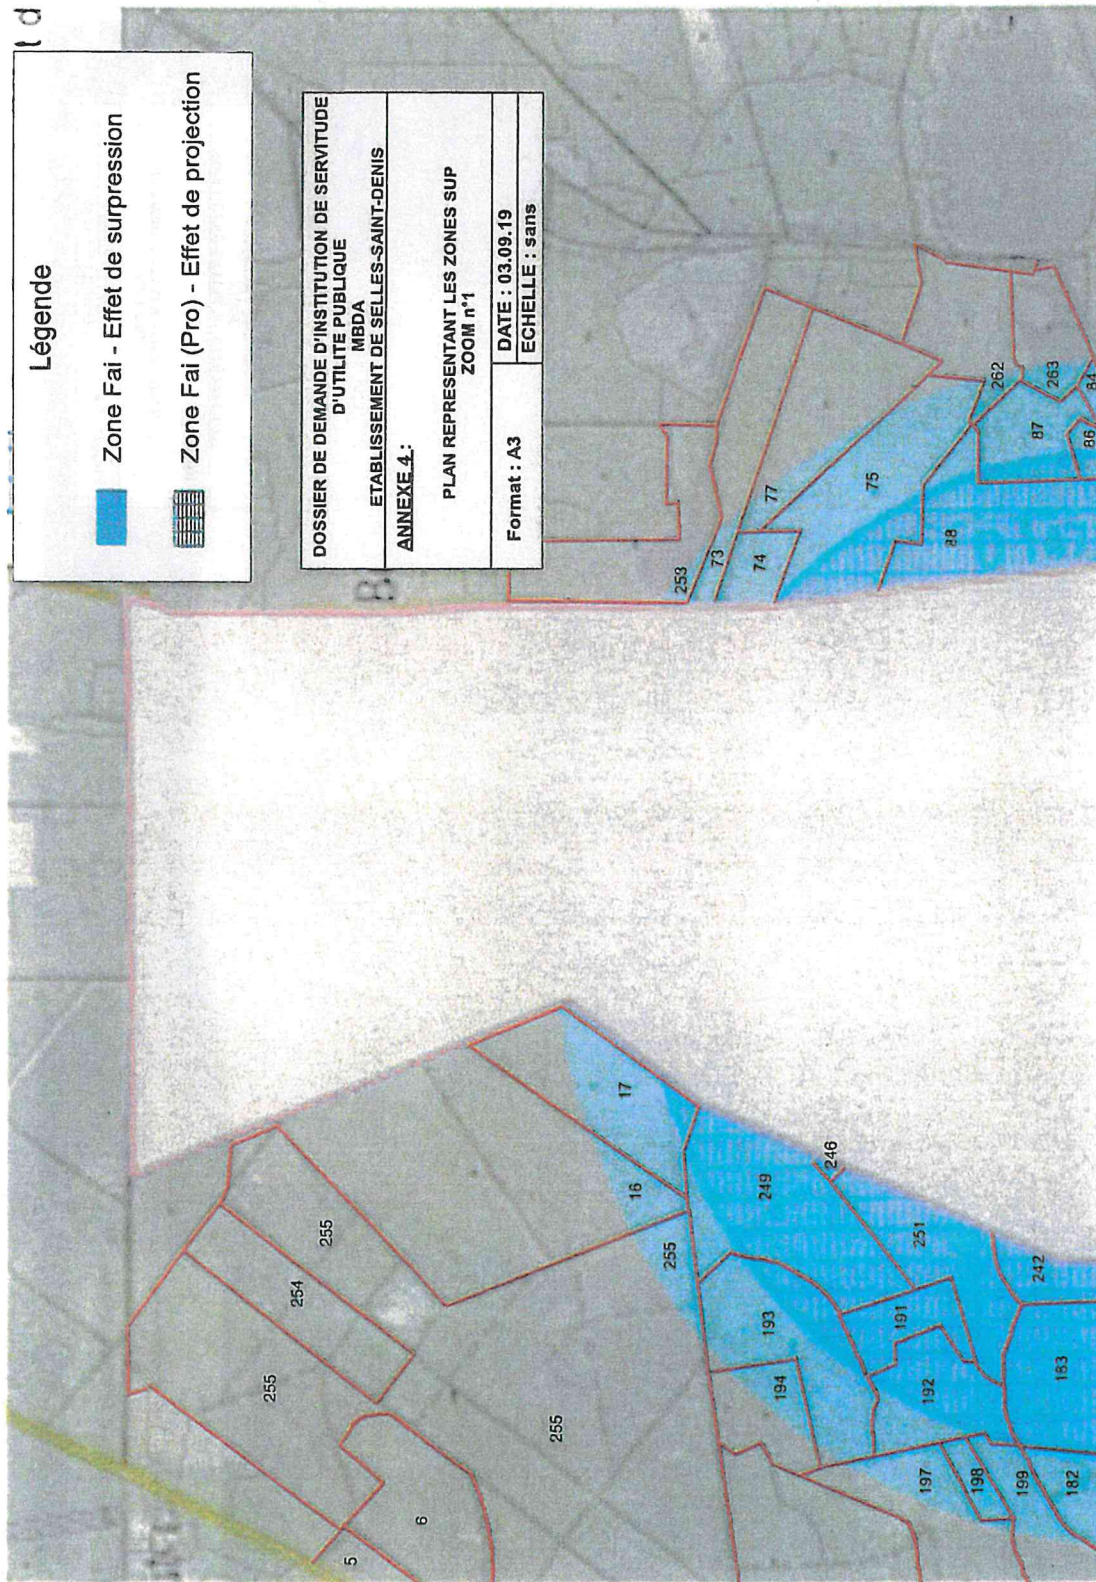 Légende
Zone Fai - Effet de surpression
Zone Fai (Pro) - Effet de projection
DOSSIER DE DEMANDE D'INSTITUTION DE SERVITUDE
D'UTILITE PUBLIQUE
MBDA
ETABLISSEMENT DE SELLES-SAINT-DENIS
ANNEXE 4 :
PLAN REPRESENTANT LES ZONES SUP
ZOOM n°1
Format : A3
DATE : 03.09.19
ECHELLE : sans
5
6
255
254
255
255
255
16
17
249
246
251
242
193
194
191
192
183
197
198
199
182
253
73
77
74
75
88
87
86
262
263
84